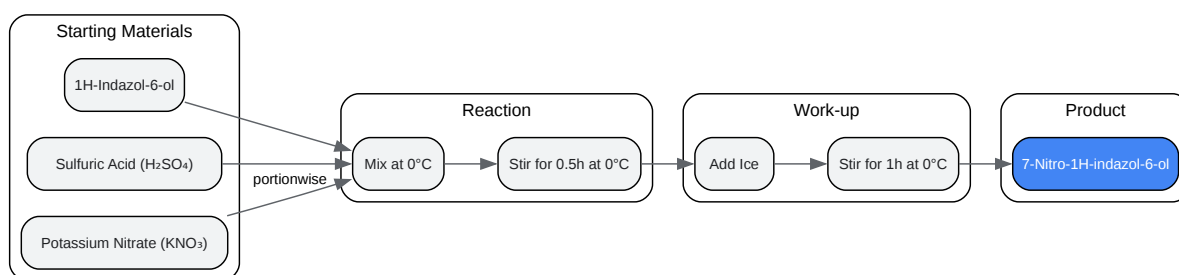 Starting Materials
1H-Indazol-6-ol
Sulfuric Acid (H₂SO₄)
Potassium Nitrate (KNO₃)
portionwise
Reaction
Mix at 0°C
Stir for 0.5h at 0°C
Work-up
Add Ice
Stir for 1h at 0°C
Product
7-Nitro-1H-indazol-6-ol